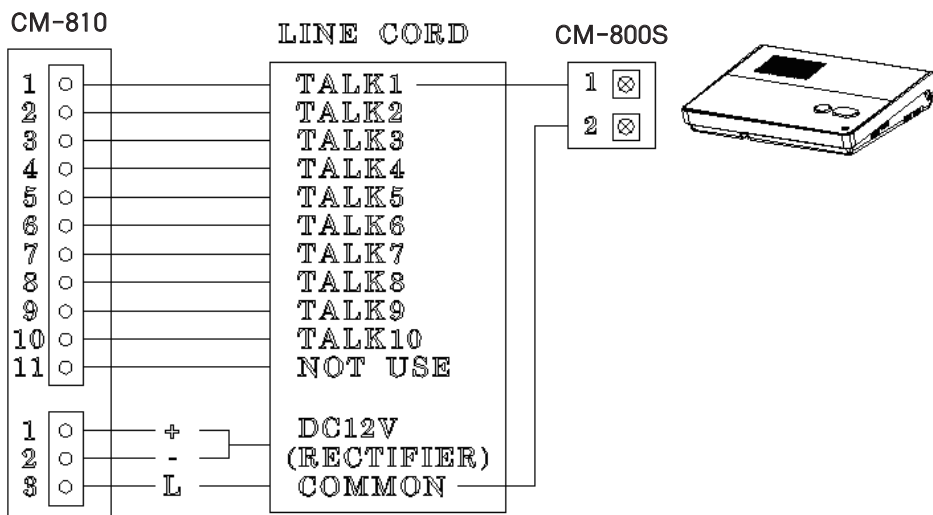 CM-810
LINE CORD
CM-800S
1 TALK1 1
2 TALK2
3 TALK3 2
4 TALK4
5 TALK5
6 TALK6
7 TALK7
8 TALK8
9 TALK9
10 TALK10
11 NOT USE
1 + DC12V
2 - (RECTIFIER)
3 L COMMON